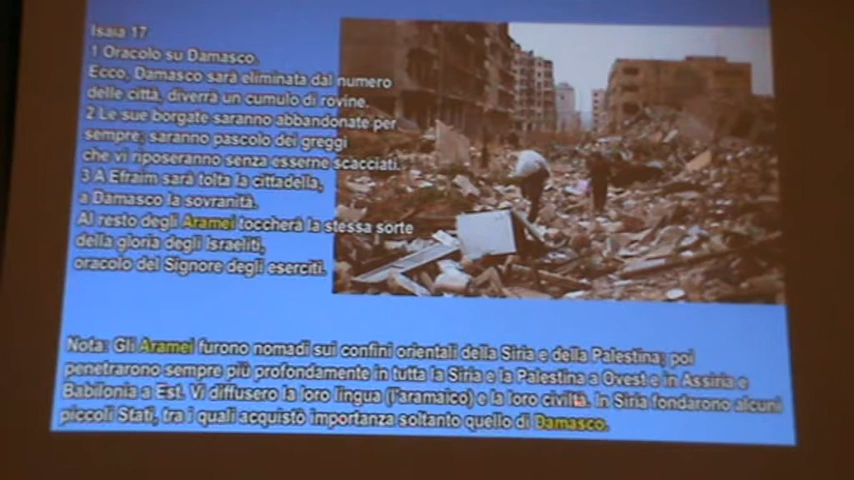 Isaia 17
1 Oracolo su Damasco.
Ecco, Damasco sarà eliminata dal numero
delle città, diverrà un cumulo di rovine.
2 Le sue borgate saranno abbandonate per
sempre; saranno pascolo dei greggi
che vi riposeranno senza esserne scacciati.
3 A Efraim sarà tolta la cittadella,
a Damasco la sovranità.
Al resto degli Aramei toccherà la stessa sorte
della gloria degli Israeliti,
oracolo del Signore degli eserciti.
Nota: Gli Aramei furono nomadi sui confini orientali della Siria e della Palestina; poi
penetrarono sempre più profondamente in tutta la Siria e la Palestina a Ovest e in Assiria e
Babilonia a Est. Vi diffusero la loro lingua (l'aramaico) e la loro civiltà. In Siria fondarono alcuni
piccoli Stati, tra i quali acquistò importanza soltanto quello di Damasco.